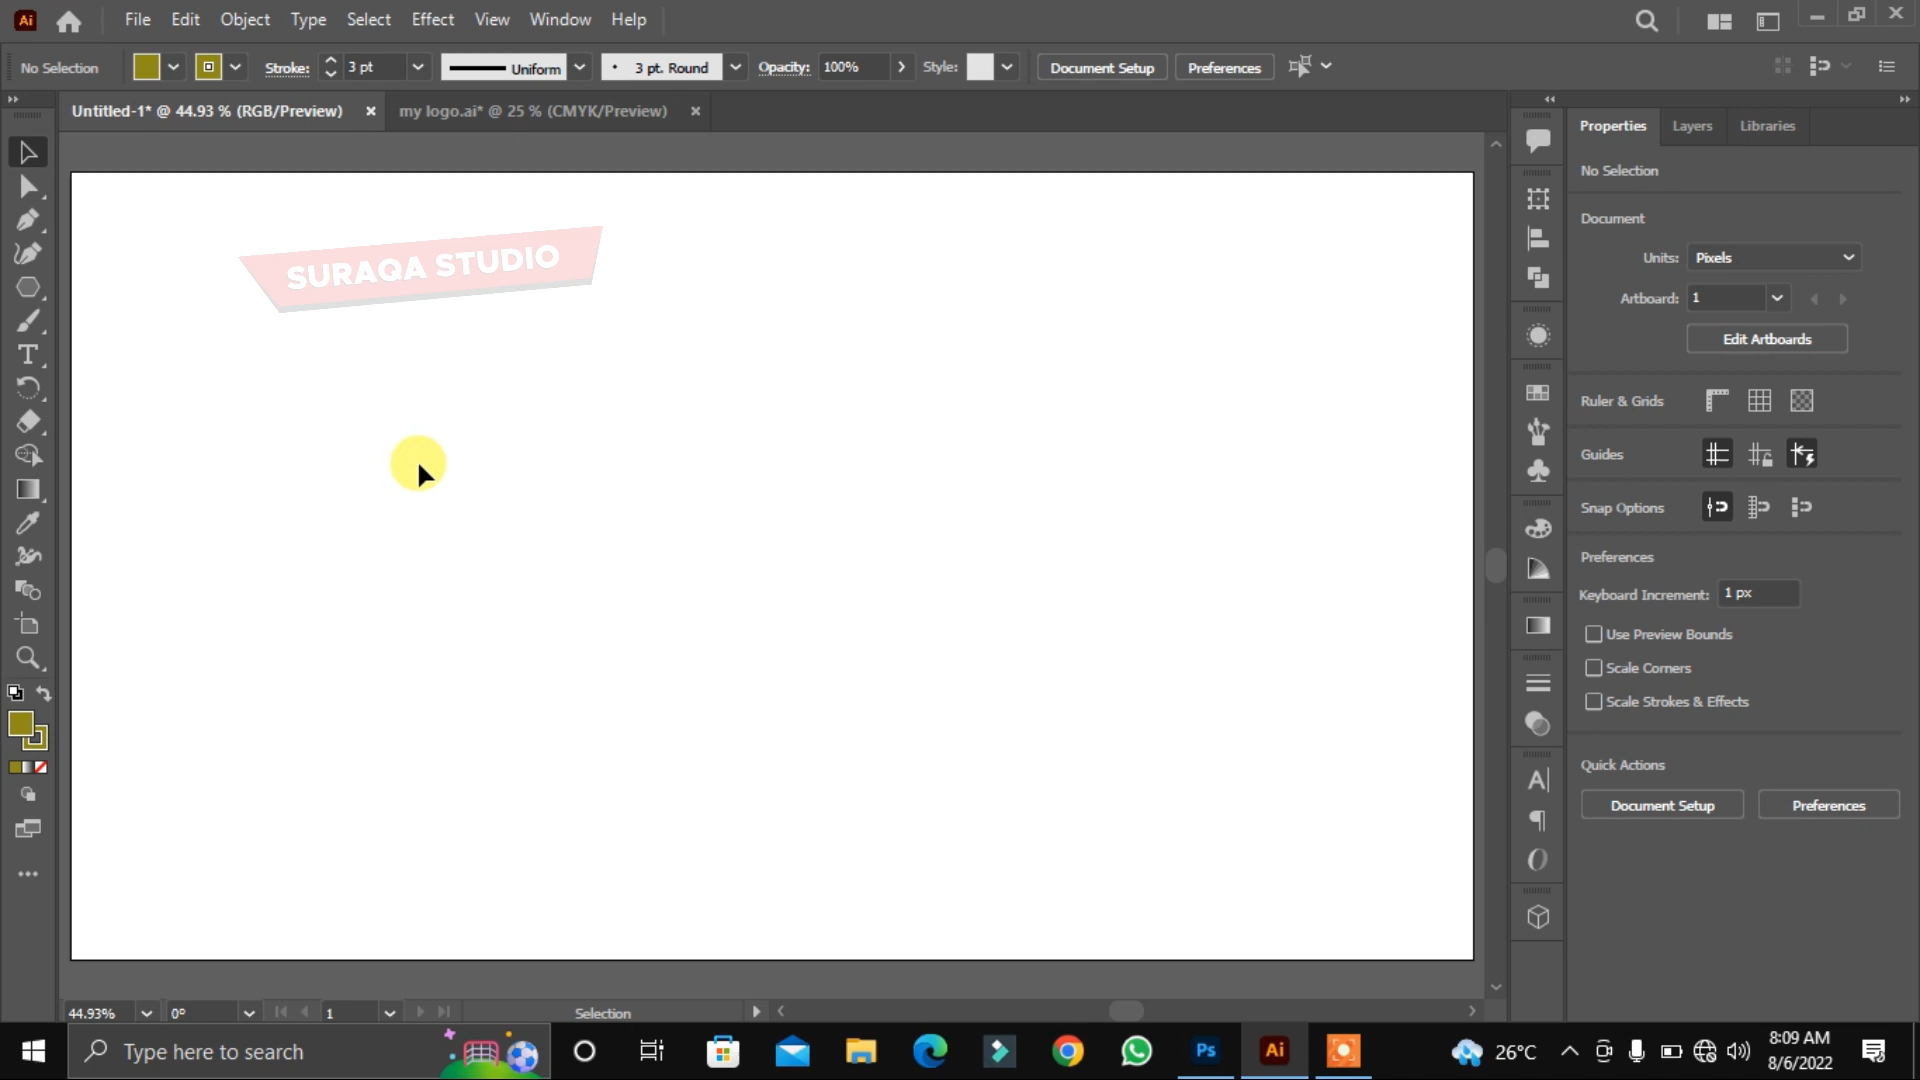 Ai File Edit Object Type Select Effect View Window Help
No Selection Stroke: 3 pt Uniform 3 pt. Round Opacity: 100% Style: Document Setup Preferences
Untitled-1* @ 44.93 % (RGB/Preview) × my logo.ai* @ 25 % (CMYK/Preview) ×
Properties Layers Libraries
No Selection
Document
Units: Pixels
Artboard: 1
Edit Artboards
Ruler & Grids
Guides
Snap Options
Preferences
Keyboard Increment: 1 px
Use Preview Bounds
Scale Corners
Scale Strokes & Effects
Quick Actions
Document Setup Preferences
SURAQA STUDIO
44.93% 0° 1 Selection
Type here to search
Ps Ai
26°C
8:09 AM
8/6/2022